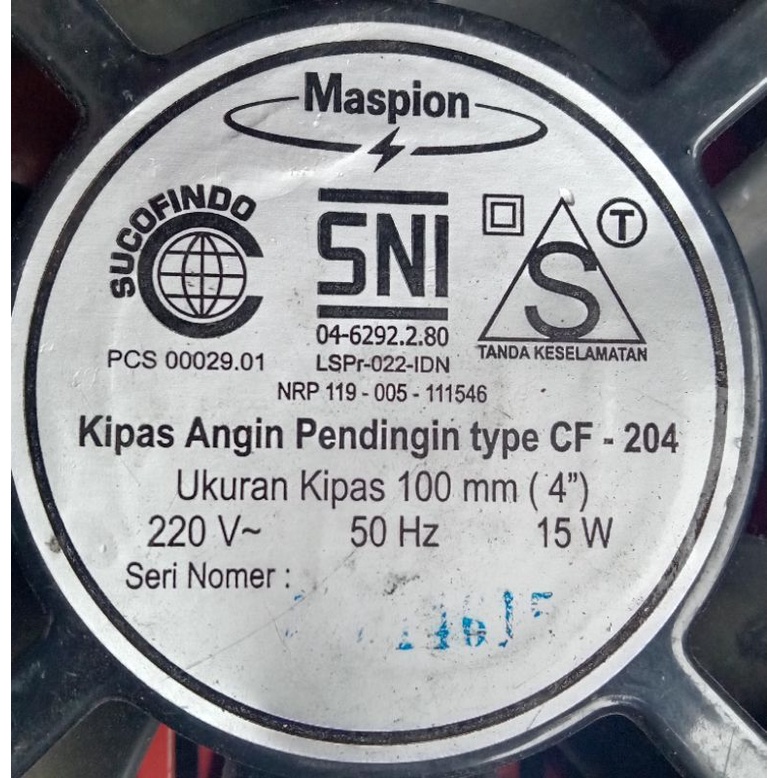 Maspion
SUCOFINDO
PCS 00029.01
SNI
04-6292.2.80
LSPr-022-IDN
T
S
TANDA KESELAMATAN
NRP 119 - 005 - 111546
Kipas Angin Pendingin type CF - 204
Ukuran Kipas 100 mm ( 4")
220 V~ 50 Hz 15 W
Seri Nomer :